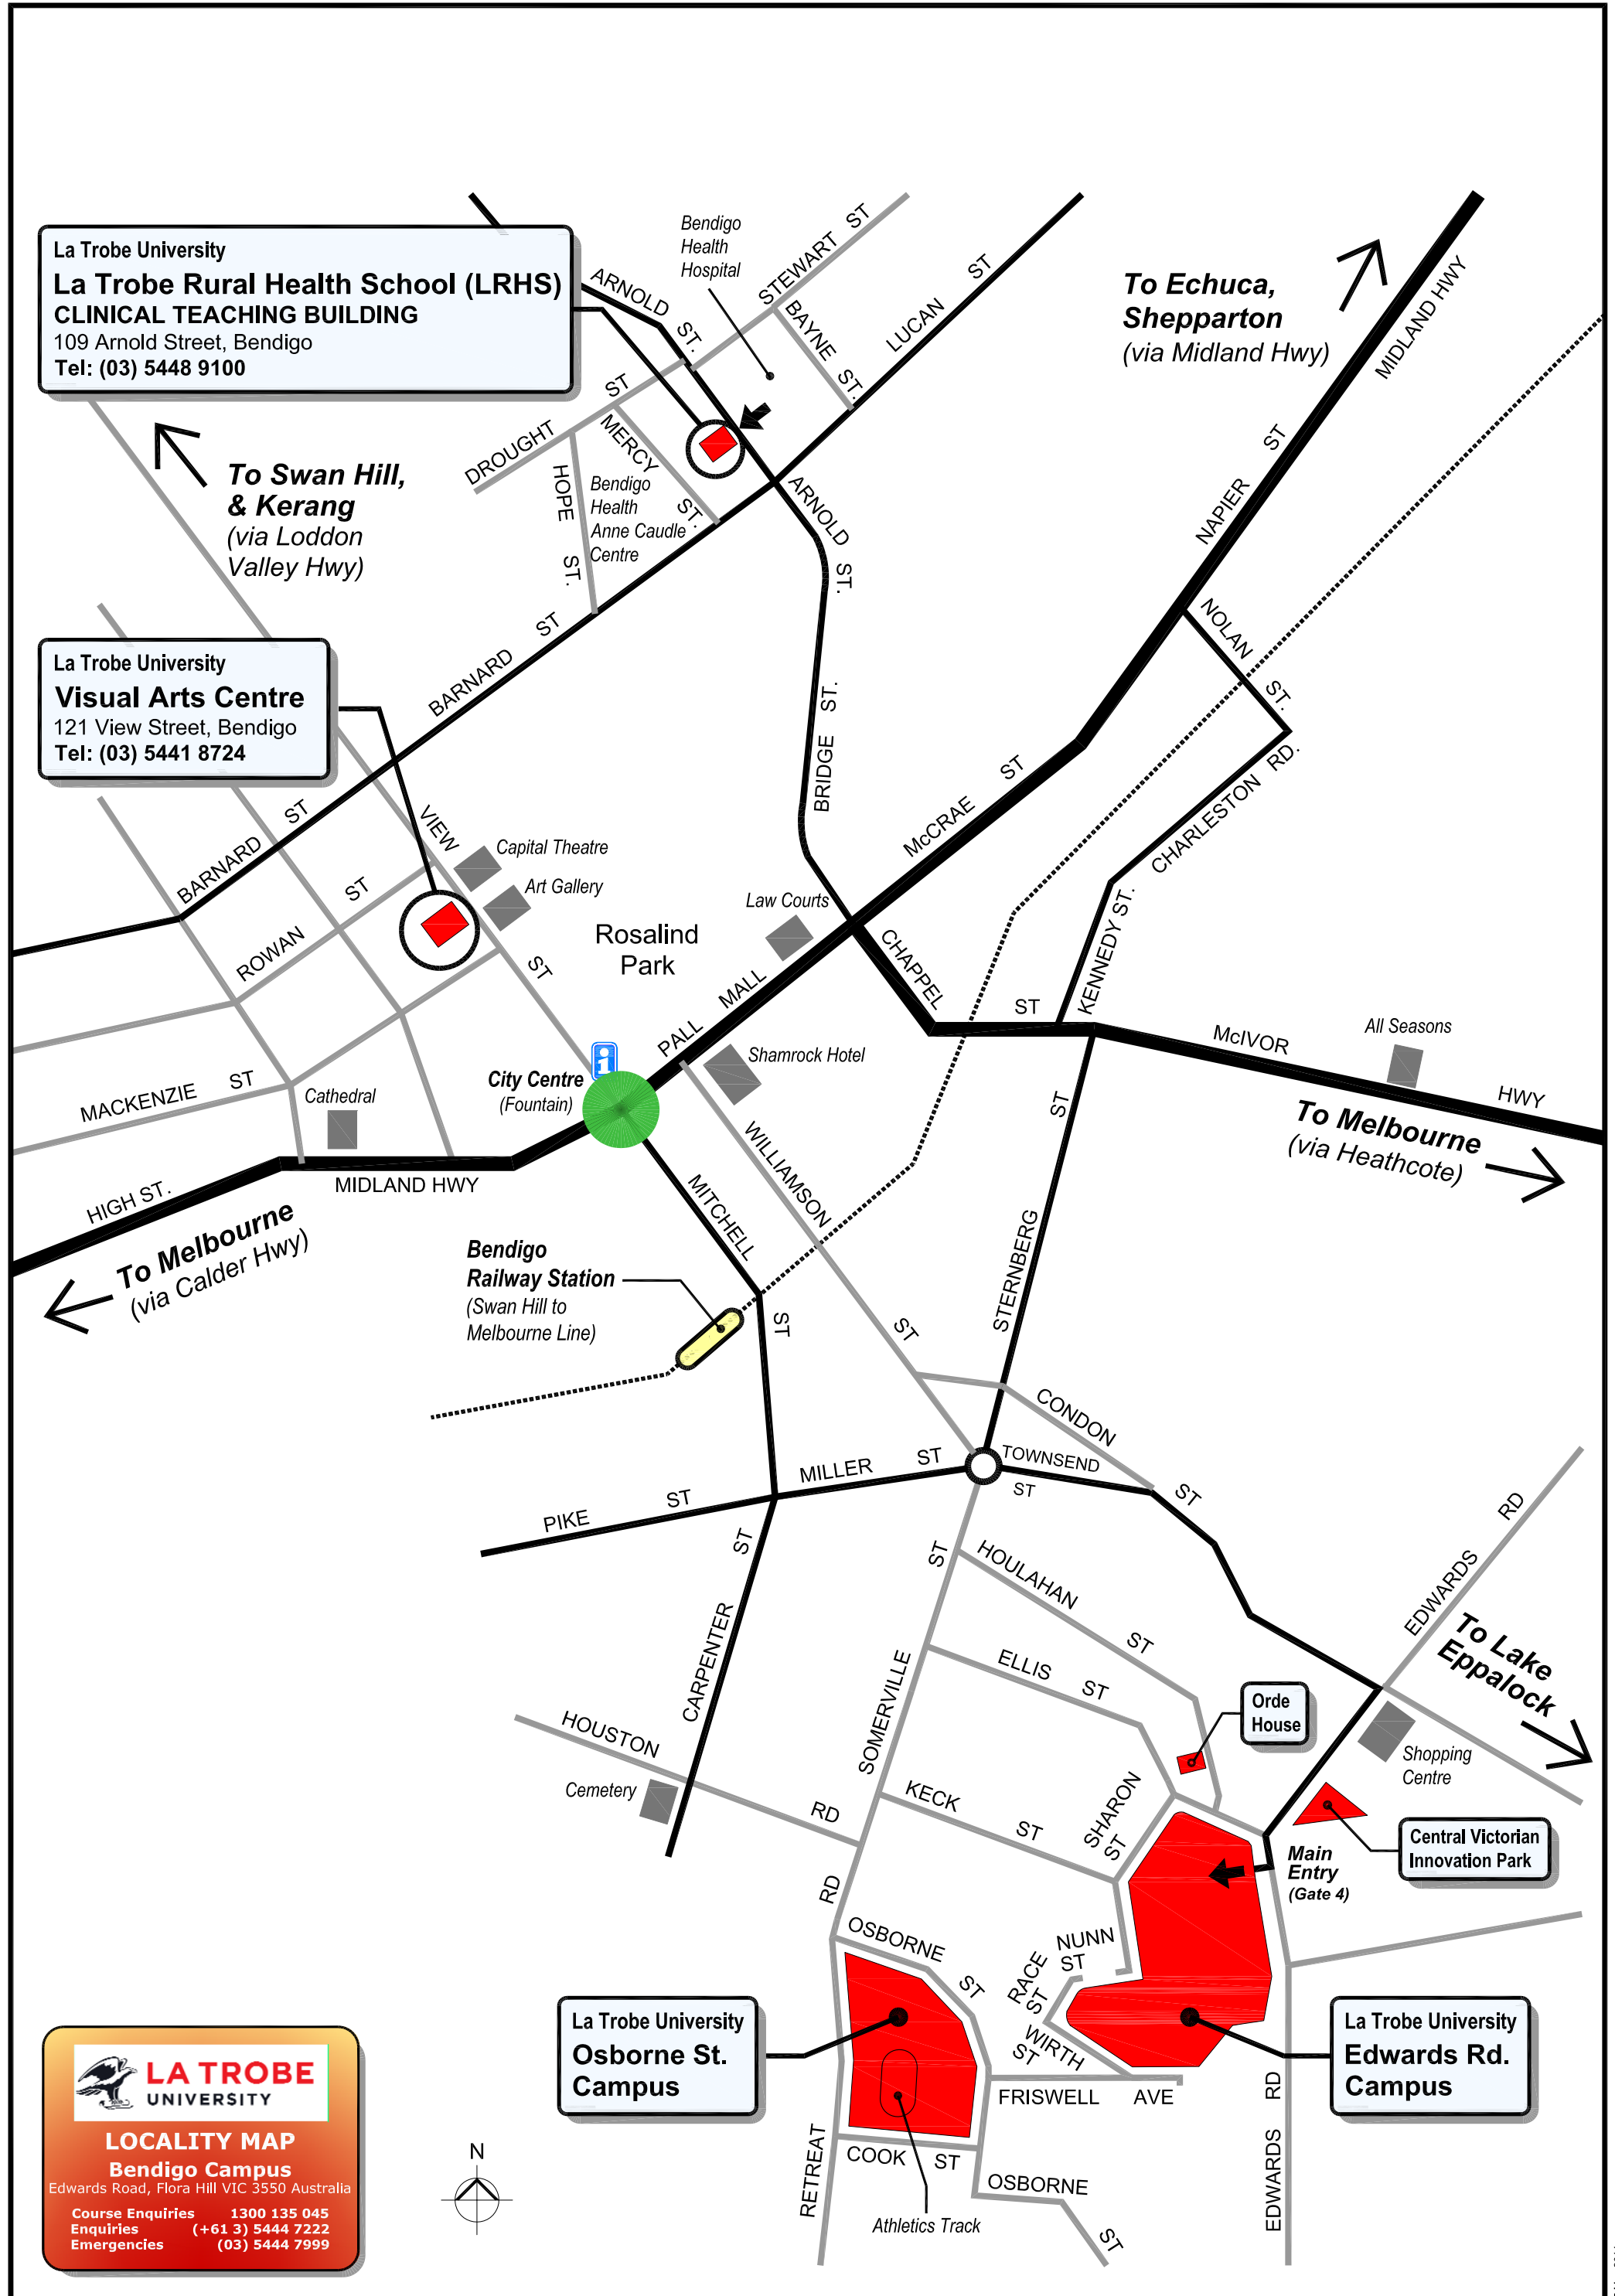 La Trobe University
La Trobe Rural Health School (LRHS)
CLINICAL TEACHING BUILDING
109 Arnold Street, Bendigo
Tel: (03) 5448 9100
Bendigo
Health
Hospital
ARNOLD ST.
STEWART ST
BAYNE ST.
LUCAN ST
To Echuca,
Shepparton
(via Midland Hwy)
MIDLAND HWY
To Swan Hill,
& Kerang
(via Loddon
Valley Hwy)
DROUGHT ST
HOPE ST.
MERCY ST.
Bendigo
Health
Anne Caudle
Centre
ARNOLD ST.
NAPIER ST
NOLAN ST.
La Trobe University
Visual Arts Centre
121 View Street, Bendigo
Tel: (03) 5441 8724
BARNARD ST
BRIDGE ST.
McCRAE ST
CHARLESTON RD.
BARNARD ST
VIEW ST
Capital Theatre
Art Gallery
ROWAN ST
Rosalind
Park
Law Courts
PALL MALL
CHAPPEL ST
KENNEDY ST.
McIVOR HWY
All Seasons
Shamrock Hotel
City Centre
(Fountain)
MACKENZIE ST
Cathedral
To Melbourne
(via Heathcote)
HIGH ST.
MIDLAND HWY
To Melbourne
(via Calder Hwy)
MITCHELL ST
WILLIAMSON ST
STERNBERG ST
Bendigo
Railway Station
(Swan Hill to
Melbourne Line)
CONDON ST
TOWNSEND ST
MILLER ST
PIKE ST
CARPENTER ST
SOMERVILLE ST
HOULAHAN ST
ELLIS ST
EDWARDS RD
To Lake
Eppalock
Orde
House
Shopping
Centre
HOUSTON RD
Cemetery
KECK ST
SHARON ST
Main
Entry
(Gate 4)
Central Victorian
Innovation Park
RETREAT RD
OSBORNE ST
NUNN ST
RACE ST
WIRTH ST
La Trobe University
Osborne St.
Campus
La Trobe University
Edwards Rd.
Campus
FRISWELL AVE
EDWARDS RD
COOK ST
OSBORNE ST
Athletics Track
N
LA TROBE
UNIVERSITY
LOCALITY MAP
Bendigo Campus
Edwards Road, Flora Hill VIC 3550 Australia
Course Enquiries 1300 135 045
Enquiries (+61 3) 5444 7222
Emergencies (03) 5444 7999